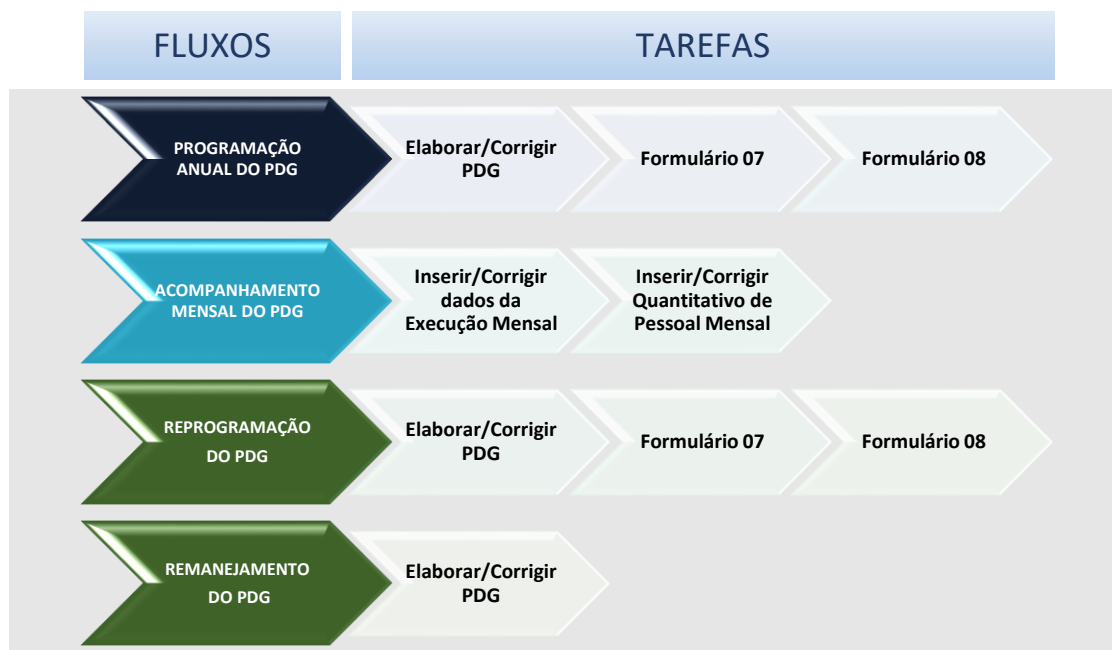 FLUXOS
TAREFAS
PROGRAMAÇÃO
ANUAL DO PDG
Elaborar/Corrigir
PDG
Formulário 07
Formulário 08
ACOMPANHAMENTO
MENSAL DO PDG
Inserir/Corrigir
dados da
Execução Mensal
Inserir/Corrigir
Quantitativo de
Pessoal Mensal
REPROGRAMAÇÃO
DO PDG
Elaborar/Corrigir
PDG
Formulário 07
Formulário 08
REMANEJAMENTO
DO PDG
Elaborar/Corrigir
PDG